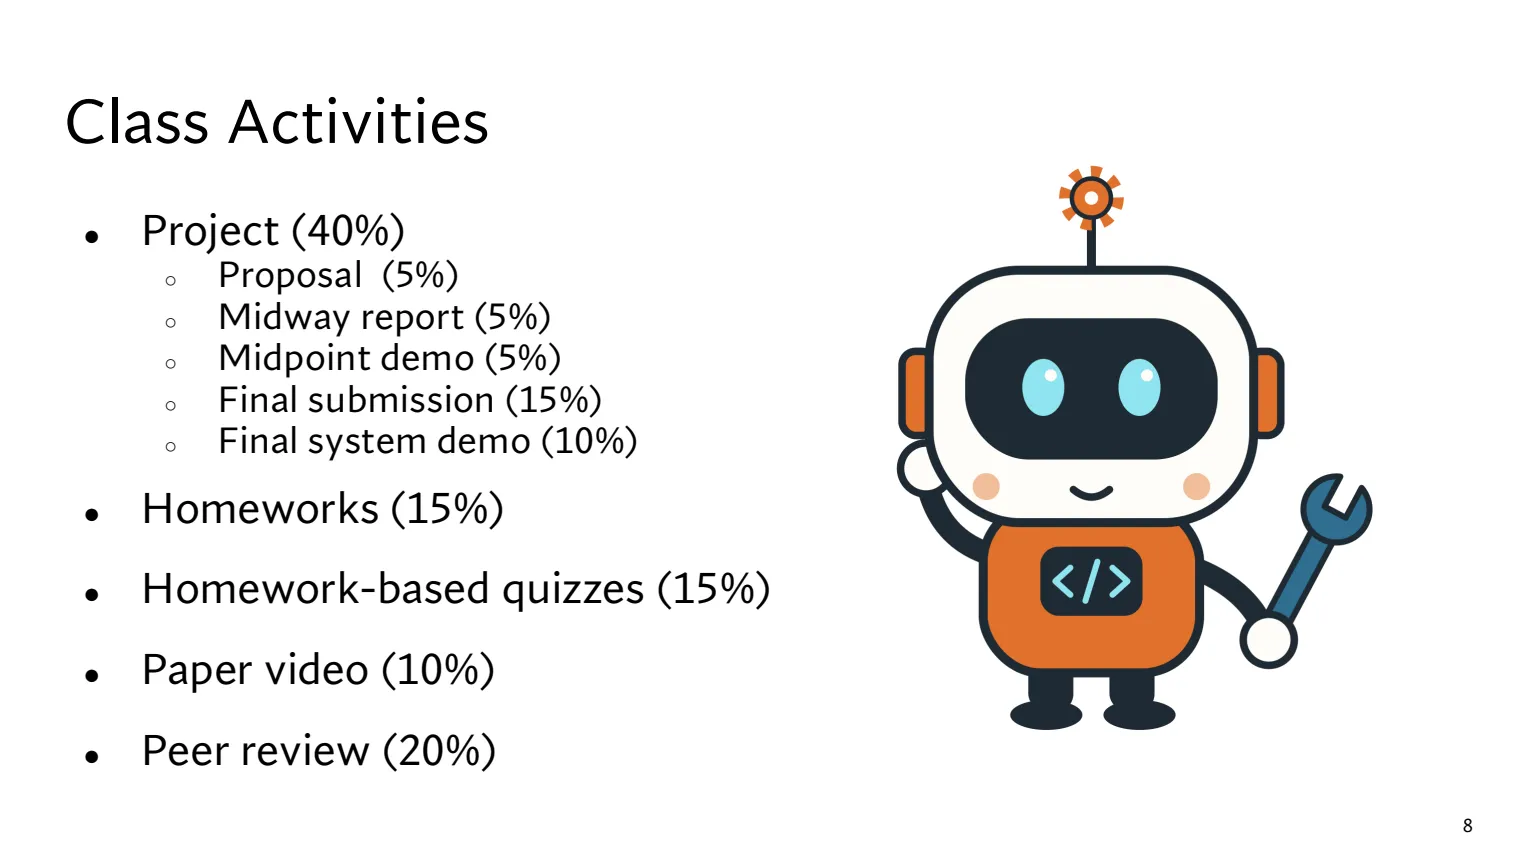 Class Activities
● Project (40%)
○ Proposal (5%)
○ Midway report (5%)
○ Midpoint demo (5%)
○ Final submission (15%)
○ Final system demo (10%)
● Homeworks (15%)
● Homework-based quizzes (15%)
● Paper video (10%)
● Peer review (20%)
</>
8